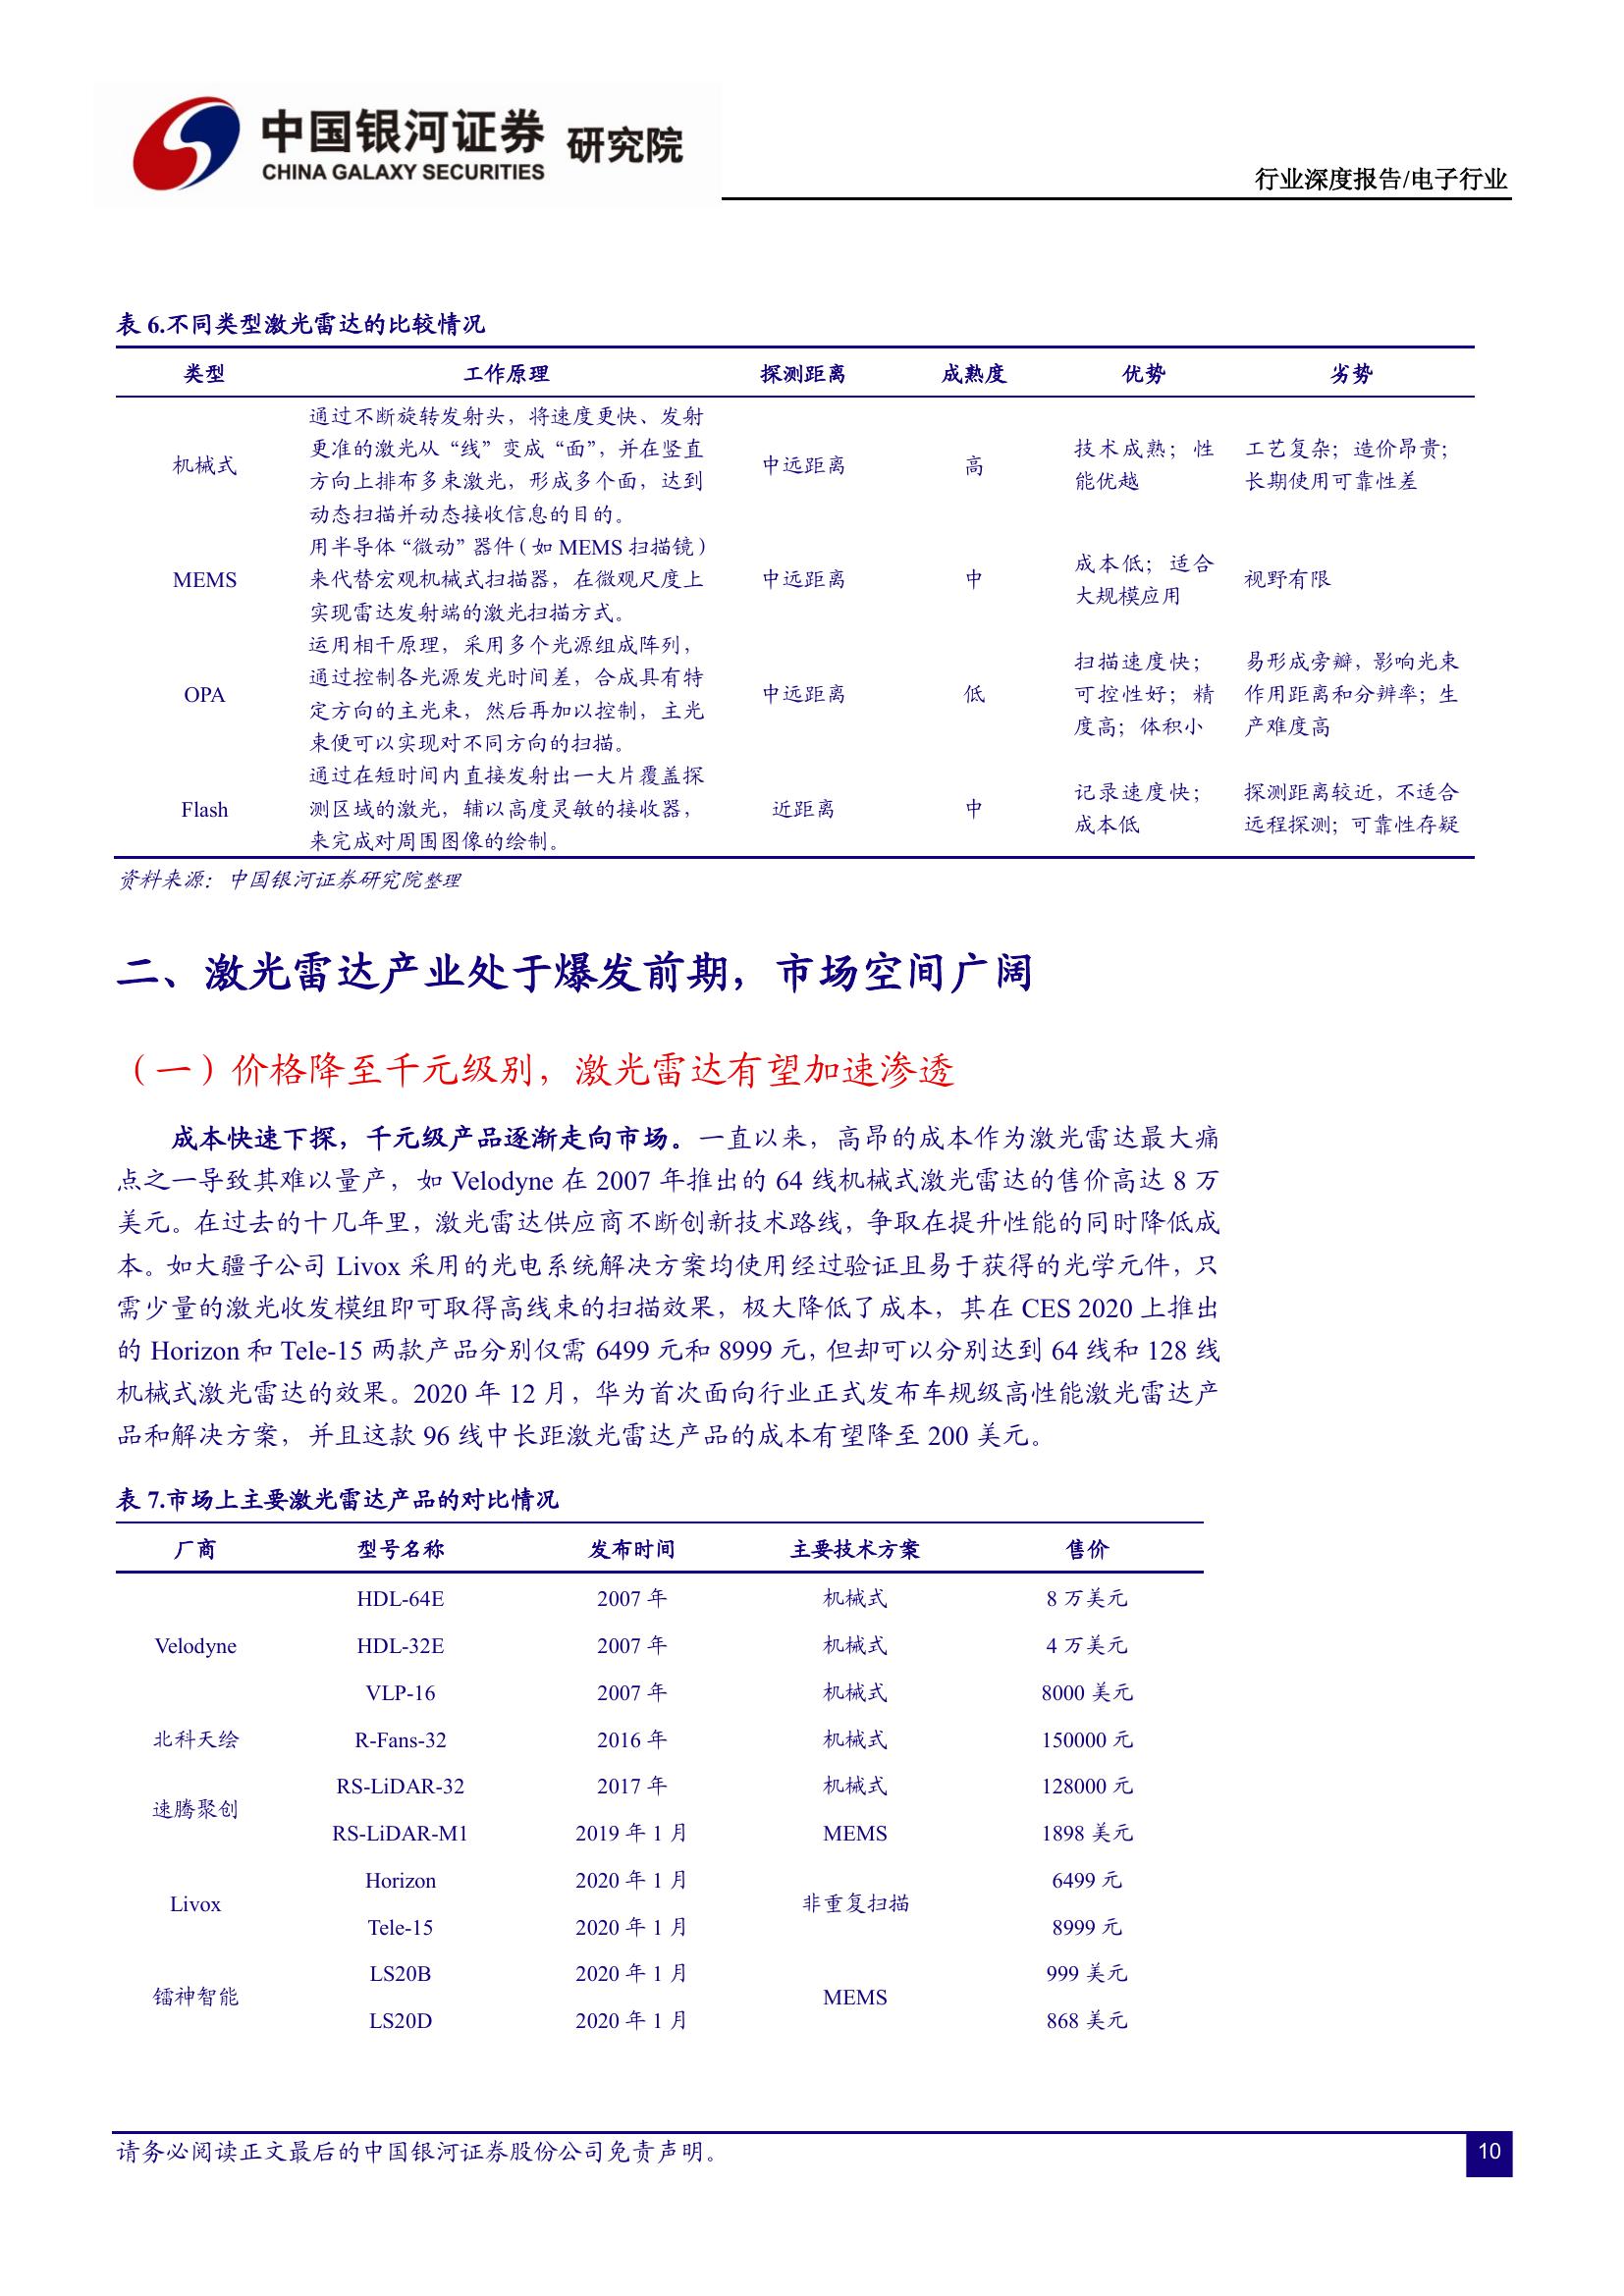 中国银河证券 研究院
CHINA GALAXY SECURITIES
行业深度报告/电子行业
表 6.不同类型激光雷达的比较情况
类型 工作原理 探测距离 成熟度 优势 劣势
机械式
通过不断旋转发射头，将速度更快、发射
更准的激光从“线”变成“面”，并在竖直
方向上排布多束激光，形成多个面，达到
动态扫描并动态接收信息的目的。
中远距离
高
技术成熟；性
能优越
工艺复杂；造价昂贵；
长期使用可靠性差
MEMS
用半导体“微动”器件（如 MEMS 扫描镜）
来代替宏观机械式扫描器，在微观尺度上
实现雷达发射端的激光扫描方式。
中远距离
中
成本低；适合
大规模应用
视野有限
OPA
运用相干原理，采用多个光源组成阵列，
通过控制各光源发光时间差，合成具有特
定方向的主光束，然后再加以控制，主光
束便可以实现对不同方向的扫描。
中远距离
低
扫描速度快；
可控性好；精
度高；体积小
易形成旁瓣，影响光束
作用距离和分辨率；生
产难度高
Flash
通过在短时间内直接发射出一大片覆盖探
测区域的激光，辅以高度灵敏的接收器，
来完成对周围图像的绘制。
近距离
中
记录速度快；
成本低
探测距离较近，不适合
远程探测；可靠性存疑
资料来源：中国银河证券研究院整理
二、激光雷达产业处于爆发前期，市场空间广阔
（一）价格降至千元级别，激光雷达有望加速渗透
成本快速下探，千元级产品逐渐走向市场。一直以来，高昂的成本作为激光雷达最大痛
点之一导致其难以量产，如 Velodyne 在 2007 年推出的 64 线机械式激光雷达的售价高达 8 万
美元。在过去的十几年里，激光雷达供应商不断创新技术路线，争取在提升性能的同时降低成
本。如大疆子公司 Livox 采用的光电系统解决方案均使用经过验证且易于获得的光学元件，只
需少量的激光收发模组即可取得高线束的扫描效果，极大降低了成本，其在 CES 2020 上推出
的 Horizon 和 Tele-15 两款产品分别仅需 6499 元和 8999 元，但却可以分别达到 64 线和 128 线
机械式激光雷达的效果。2020 年 12 月，华为首次面向行业正式发布车规级高性能激光雷达产
品和解决方案，并且这款 96 线中长距激光雷达产品的成本有望降至 200 美元。
表 7.市场上主要激光雷达产品的对比情况
厂商 型号名称 发布时间 主要技术方案 售价
HDL-64E 2007 年 机械式 8 万美元
Velodyne HDL-32E 2007 年 机械式 4 万美元
VLP-16 2007 年 机械式 8000 美元
北科天绘 R-Fans-32 2016 年 机械式 150000 元
RS-LiDAR-32 2017 年 机械式 128000 元
速腾聚创
RS-LiDAR-M1 2019 年 1 月 MEMS 1898 美元
Horizon 2020 年 1 月 6499 元
Livox 非重复扫描
Tele-15 2020 年 1 月 8999 元
LS20B 2020 年 1 月 999 美元
镭神智能 MEMS
LS20D 2020 年 1 月 868 美元
请务必阅读正文最后的中国银河证券股份公司免责声明。
10